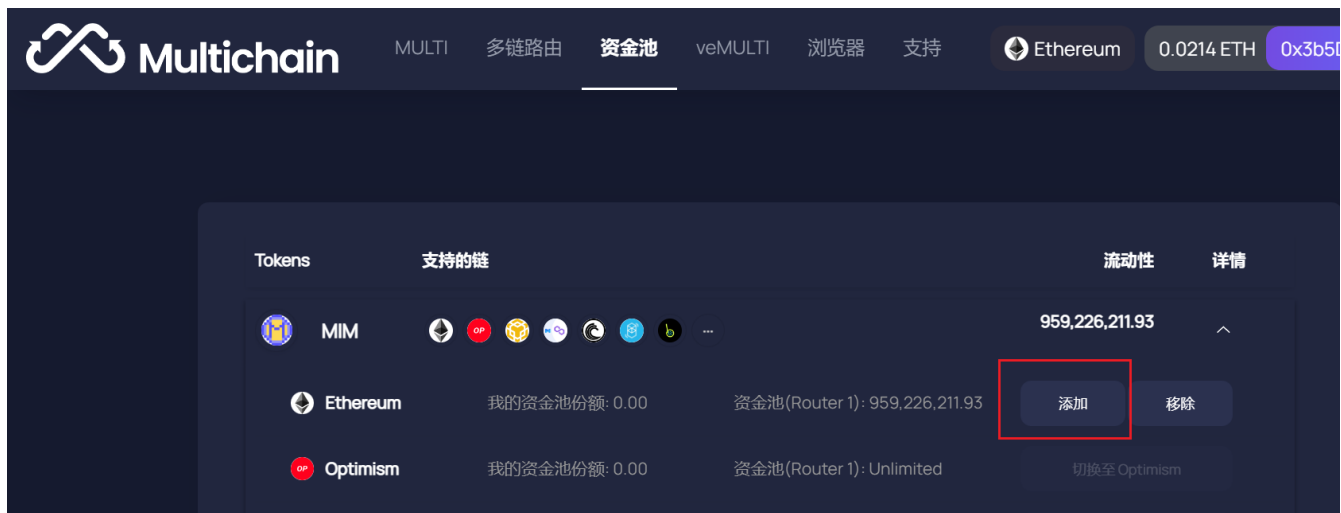 Multichain MULTI 多链路由 资金池 veMULTI 浏览器 支持 Ethereum 0.0214 ETH 0x3b5D
Tokens 支持的链 流动性 详情
MIM OP ... 959,226,211.93
Ethereum 我的资金池份额: 0.00 资金池(Router 1): 959,226,211.93 添加 移除
OP Optimism 我的资金池份额: 0.00 资金池(Router 1): Unlimited 切换至 Optimism